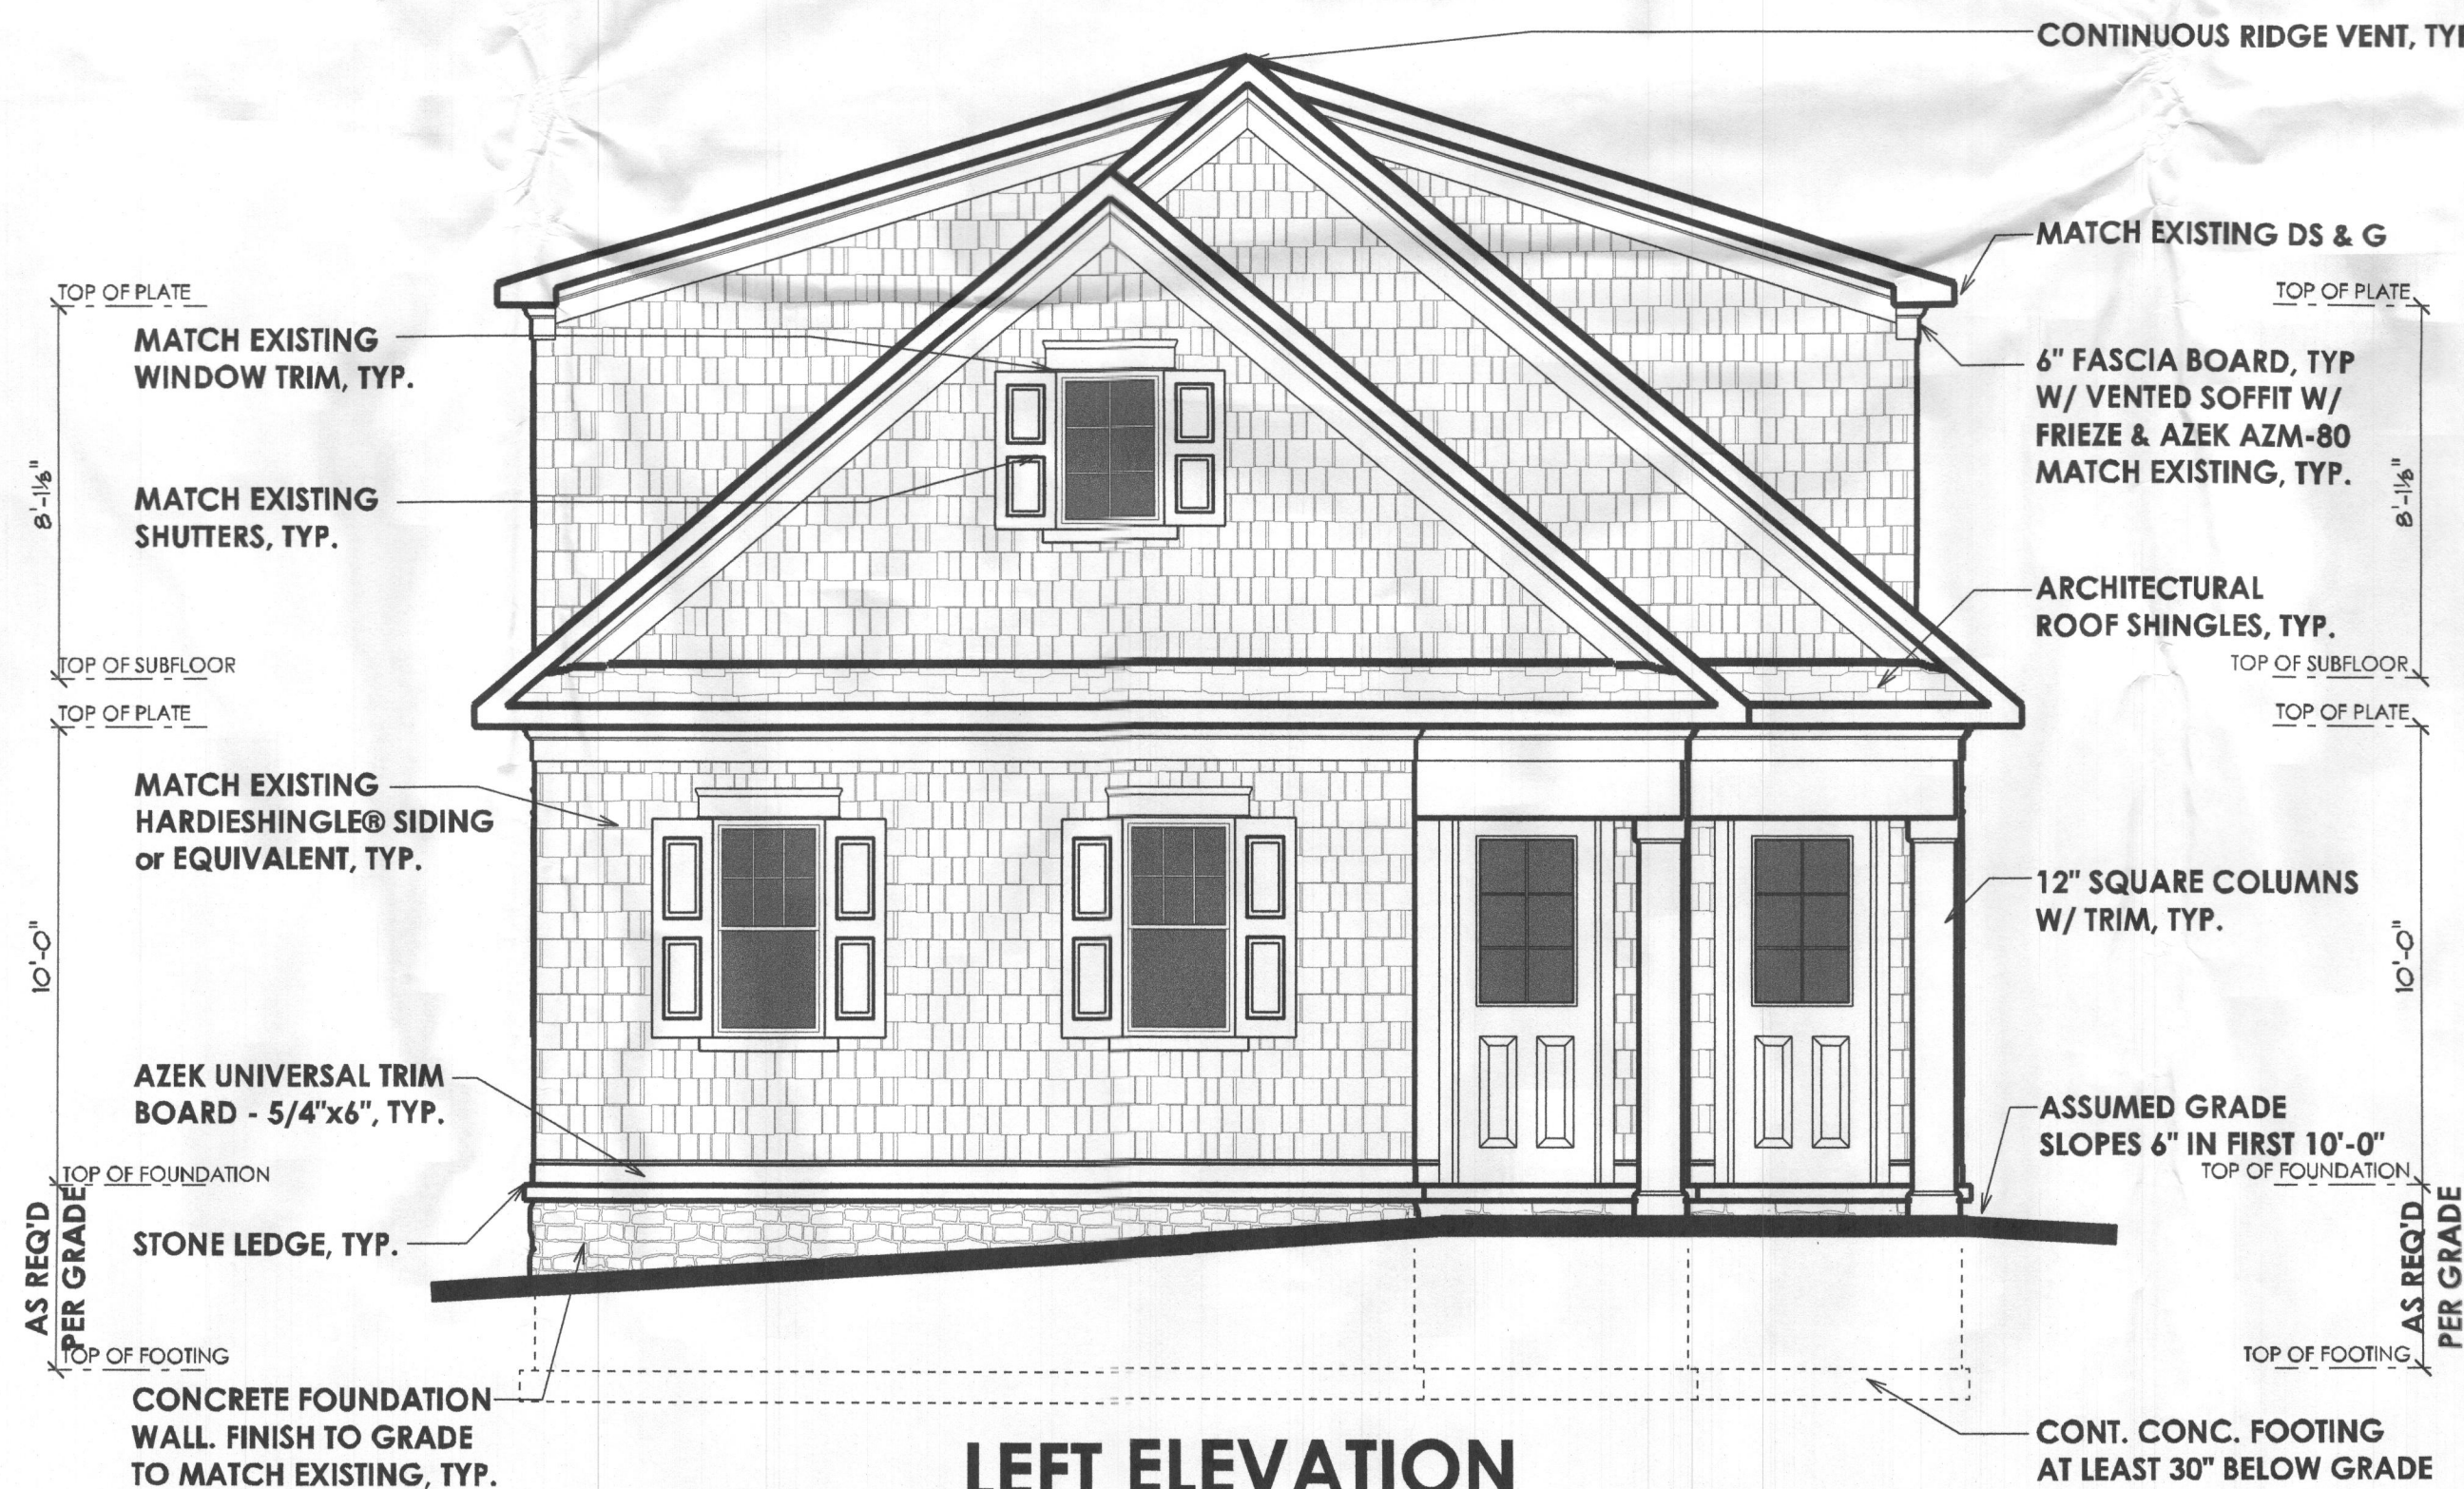 CONTINUOUS RIDGE VENT,
MATCH EXISTING DS & G
TOP OF PLATE
TOP OF PLATE
MATCH EXISTING
WINDOW TRIM, TYP.
6" FASCIA BOARD, TYP
W/ VENTED SOFFIT W/
FRIEZE & AZEK AZM-80
MATCH EXISTING, TYP.
8'-1⅛"
8'-1⅛"
MATCH EXISTING
SHUTTERS, TYP.
ARCHITECTURAL
ROOF SHINGLES, TYP.
TOP OF SUBFLOOR
TOP OF SUBFLOOR
TOP OF PLATE
TOP OF PLATE
MATCH EXISTING
HARDIESHINGLE® SIDING
or EQUIVALENT, TYP.
12" SQUARE COLUMNS
W/ TRIM, TYP.
10'-0"
10'-0"
AZEK UNIVERSAL TRIM
BOARD - 5/4"x6", TYP.
ASSUMED GRADE
SLOPES 6" IN FIRST 10'-0"
TOP OF FOUNDATION
TOP OF FOUNDATION
STONE LEDGE, TYP.
AS REQ'D
PER GRADE
AS REQ'D
PER GRADE
TOP OF FOOTING
TOP OF FOOTING
CONCRETE FOUNDATION
WALL. FINISH TO GRADE
TO MATCH EXISTING, TYP.
CONT. CONC. FOOTING
AT LEAST 30" BELOW GRADE
LEFT ELEVATION